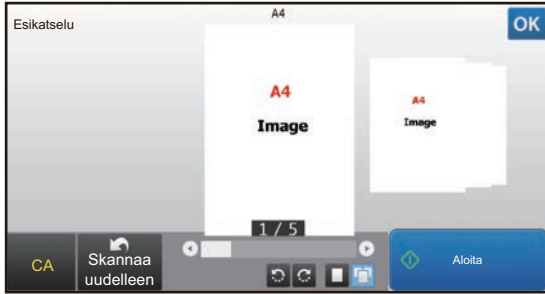 Esikatselu
A4
OK
A4
Image
A4
Image
1 / 5
CA
Skannaa
uudelleen
Aloita